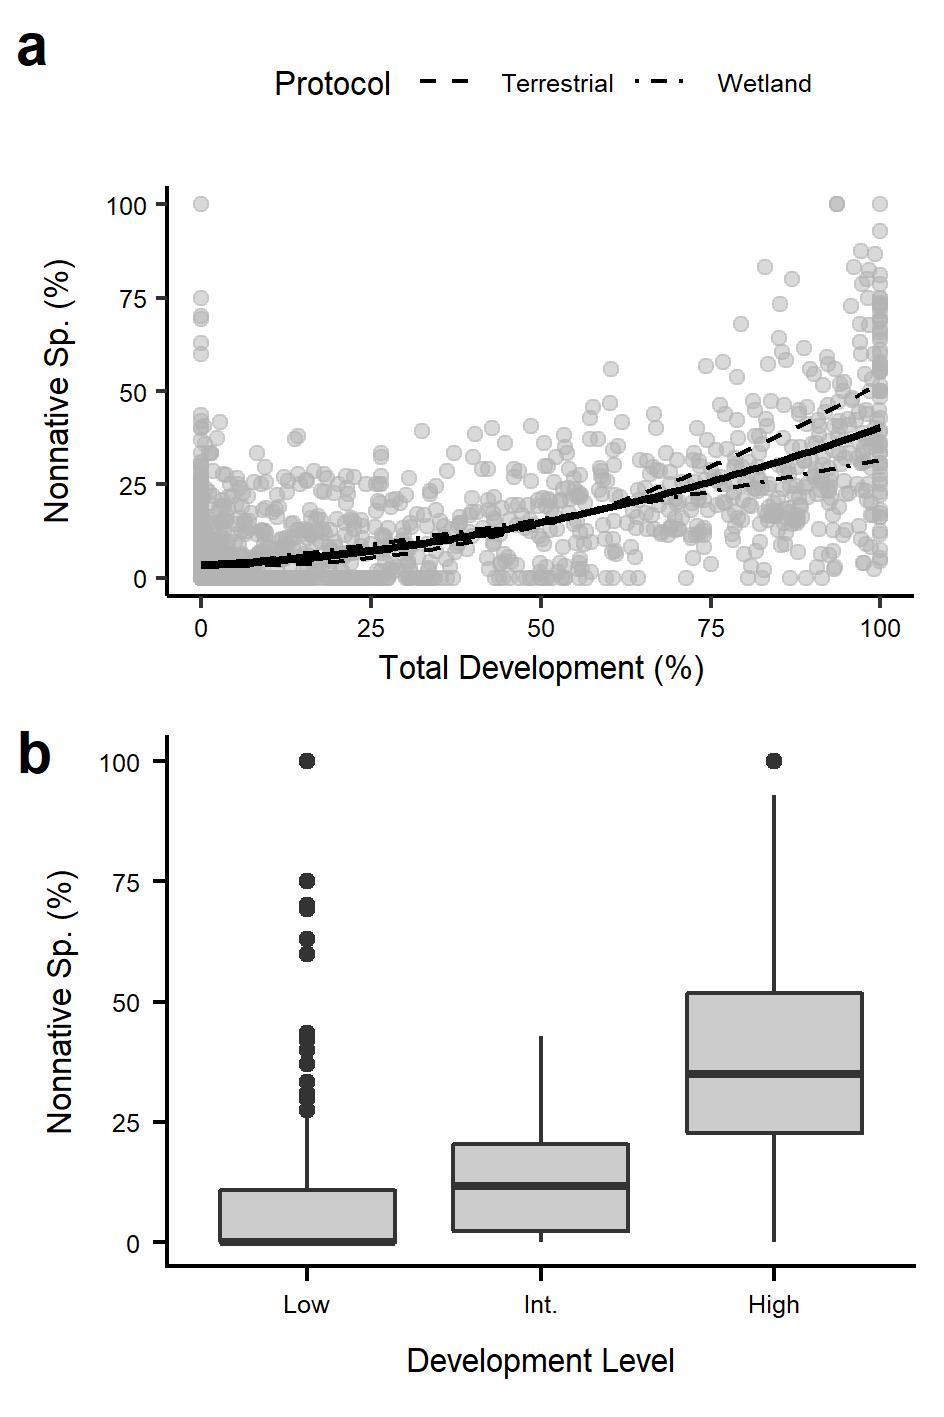 a
Protocol Terrestrial Wetland
100
75
50
25
0
Nonnative Sp. (%)
0 25 50 75 100
Total Development (%)
b
100
75
50
25
0
Nonnative Sp. (%)
Low Int. High
Development Level